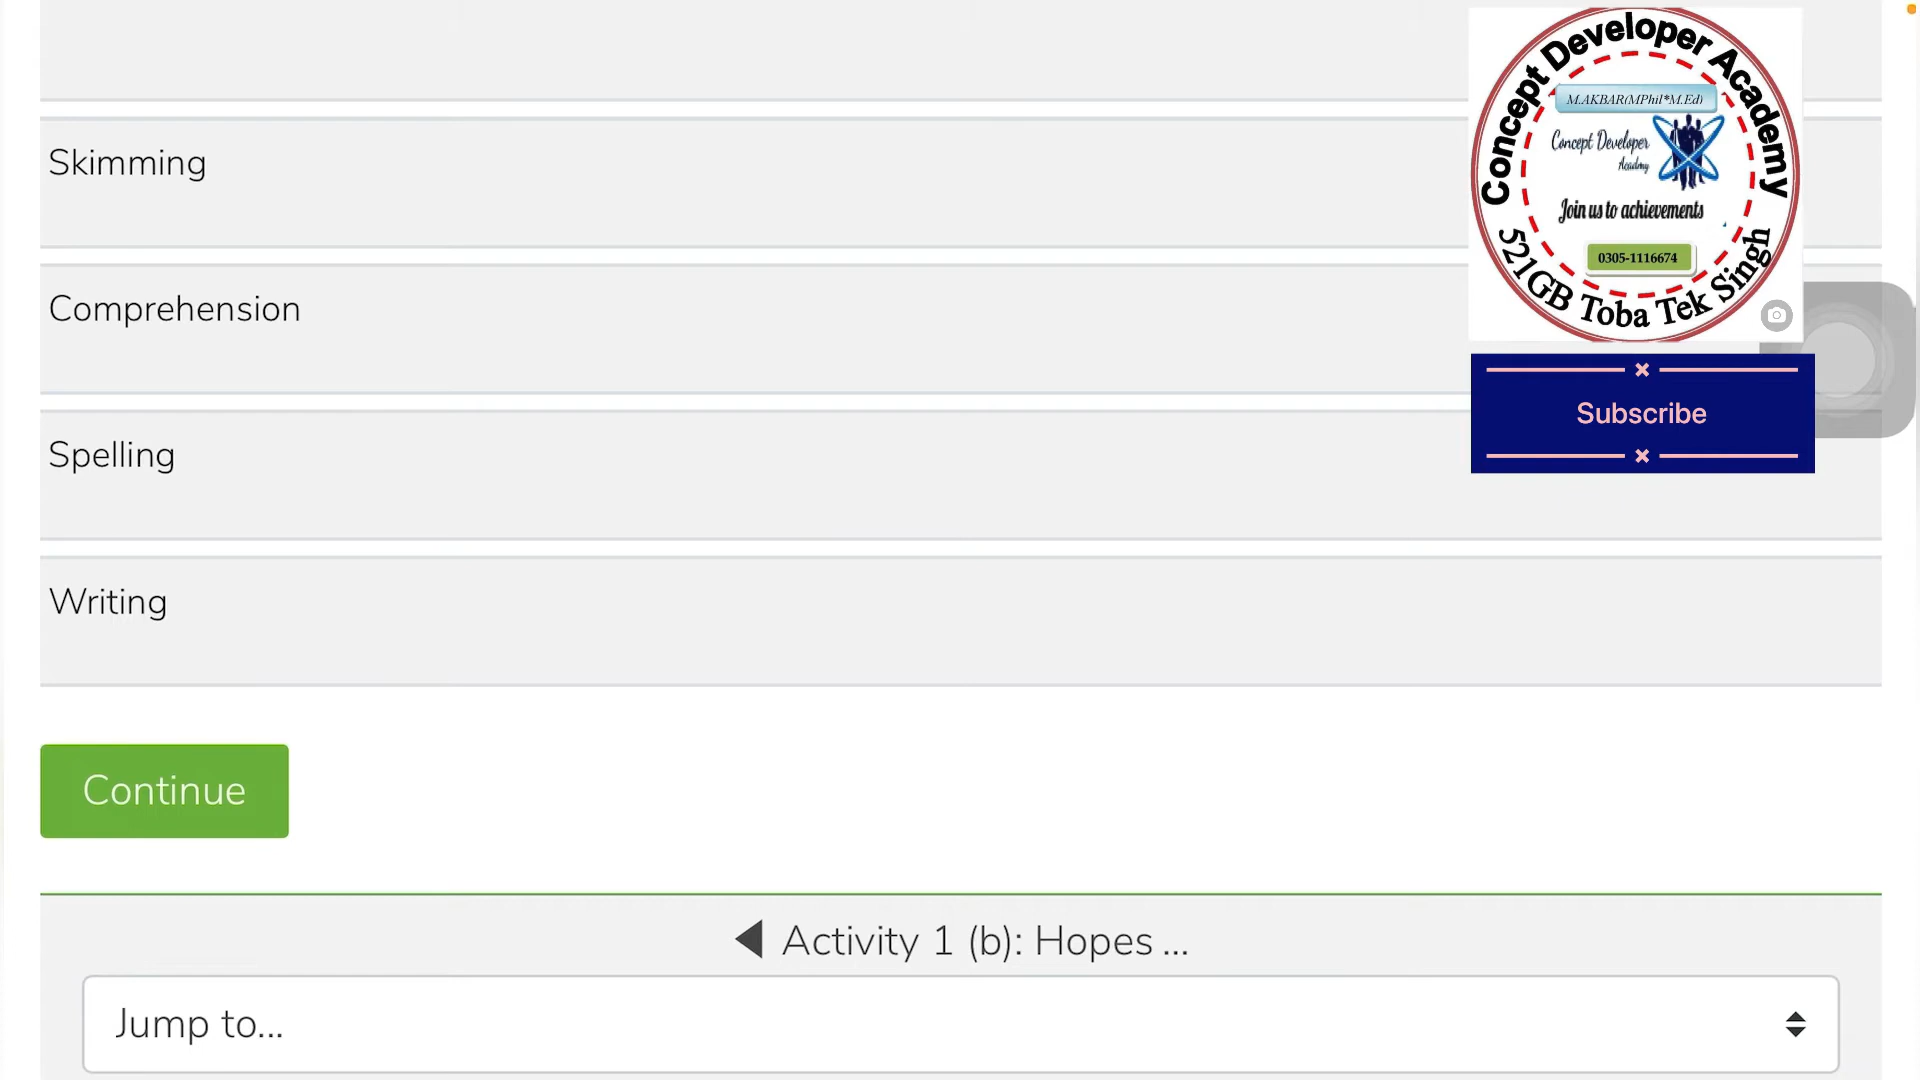 Concept Developer Academy
M.AKBAR(MPhil*M.Ed)
Concept Developer
Academy
Join us to achievements
0305-1116674
521GB Toba Tek Singh
Skimming
Comprehension
Subscribe
Spelling
Writing
Continue
Activity 1 (b): Hopes ...
Jump to...